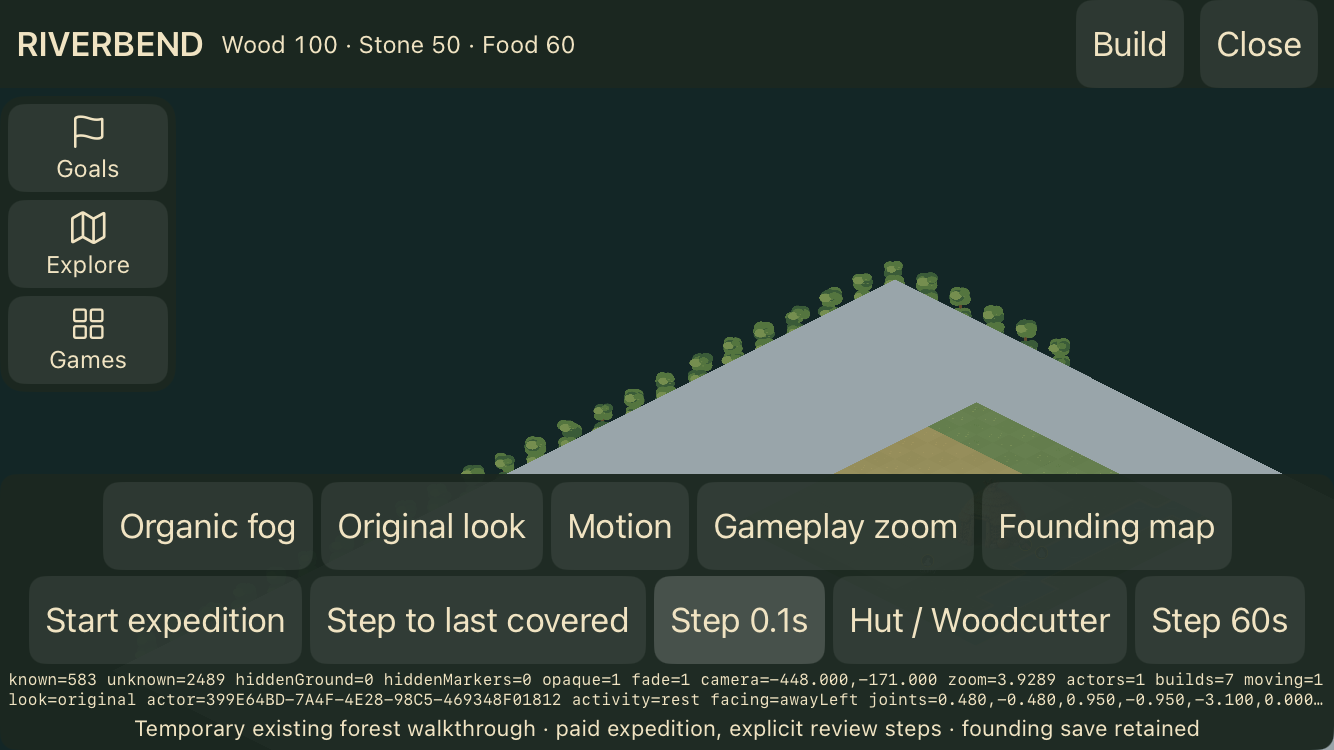 RIVERBEND Wood 100 · Stone 50 · Food 60 Build Close
Goals
Explore
Games
Organic fog Original look Motion Gameplay zoom Founding map
Start expedition Step to last covered Step 0.1s Hut / Woodcutter Step 60s
known=583 unknown=2489 hiddenGround=0 hiddenMarkers=0 opaque=1 fade=1 camera=-448.000,-171.000 zoom=3.9289 actors=1 builds=7 moving=1
look=original actor=399E64BD-7A4F-4E28-98C5-469348F01812 activity=rest facing=awayLeft joints=0.480,-0.480,0.950,-0.950,-3.100,0.000…
Temporary existing forest walkthrough · paid expedition, explicit review steps · founding save retained